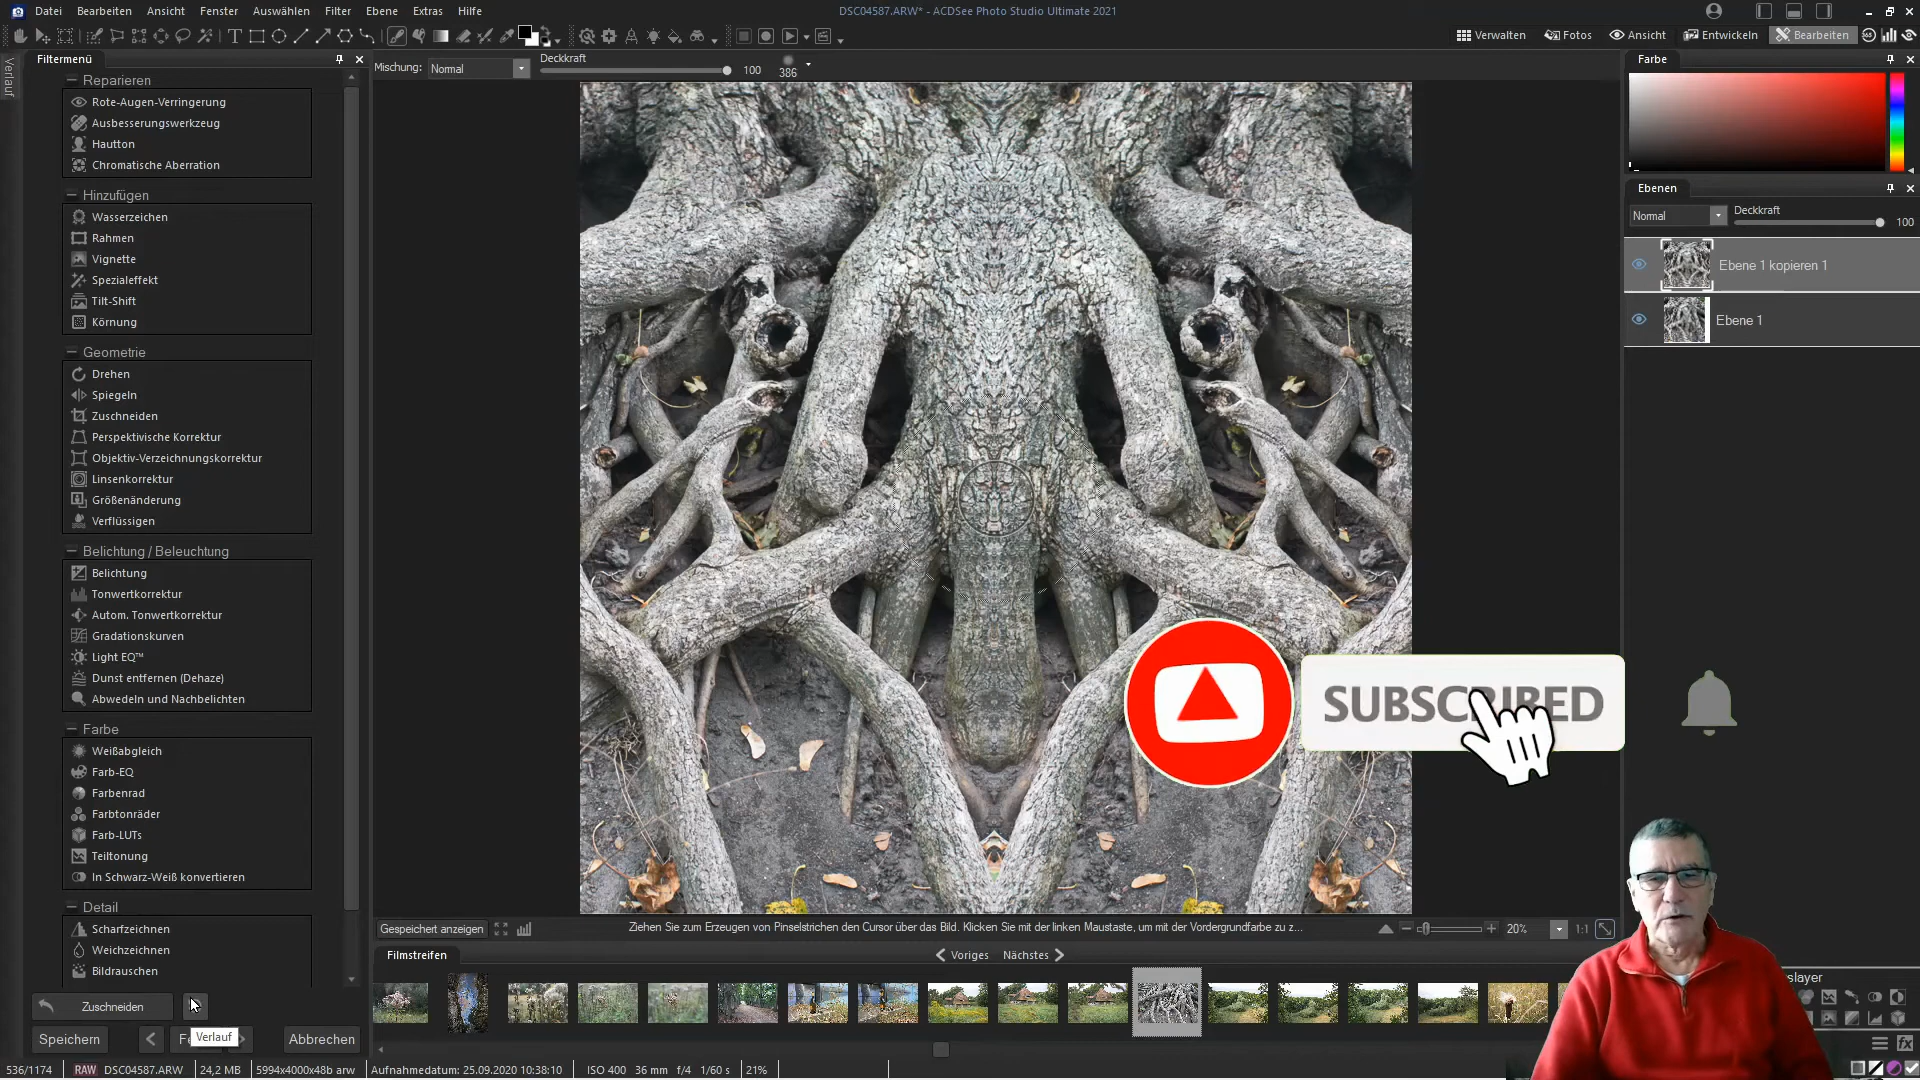 Datei Bearbeiten Ansicht Fenster Auswählen Filter Ebene Extras Hilfe
DSC04587.ARW* - ACDSee Photo Studio Ultimate 2021
Verwalten Fotos Ansicht Entwickeln Bearbeiten 365
Verlauf
Filtermenü
Mischung: Normal
Deckkraft
100
386
Farbe
Reparieren
Rote-Augen-Verringerung
Ausbesserungswerkzeug
Hautton
Chromatische Aberration
Hinzufügen
Wasserzeichen
Rahmen
Vignette
Spezialeffekt
Tilt-Shift
Körnung
Geometrie
Drehen
Spiegeln
Zuschneiden
Perspektivische Korrektur
Objektiv-Verzeichnungskorrektur
Linsenkorrektur
Größenänderung
Verflüssigen
Belichtung / Beleuchtung
Belichtung
Tonwertkorrektur
Autom. Tonwertkorrektur
Gradationskurven
Light EQ™
Dunst entfernen (Dehaze)
Abwedeln und Nachbelichten
Farbe
Weißabgleich
Farb-EQ
Farbenrad
Farbtonräder
Farb-LUTs
Teiltonung
In Schwarz-Weiß konvertieren
Detail
Scharfzeichnen
Weichzeichnen
Bildrauschen
Zuschneiden
Verlauf
Speichern
Abbrechen
Ebenen
Normal
Deckkraft
100
Ebene 1 kopieren 1
Ebene 1
SUBSCRIBED
Gespeichert anzeigen
Ziehen Sie zum Erzeugen von Pinselstrichen den Cursor über das Bild. Klicken Sie mit der linken Maustaste, um mit der Vordergrundfarbe zu z...
20%
1:1
Filmstreifen
Voriges Nächstes
slayer
fx
536/1174 RAW DSC04587.ARW 24,2 MB 5994x4000x48b arw Aufnahmedatum: 25.09.2020 10:38:10 ISO 400 36 mm f/4 1/60 s 21%